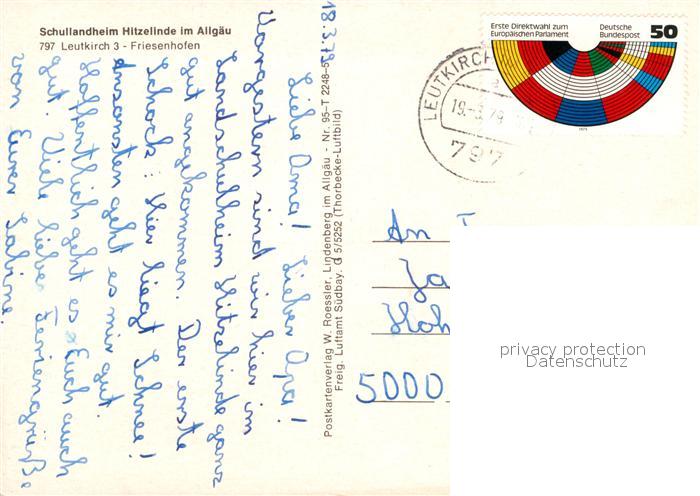 Schullandheim Hitzelinde im Allgäu
797 Leutkirch 3 - Friesenhofen
18.3.79
Liebe Oma! Lieber Opa!
Vorgestern sind wir hier im
Landschulheim Hitzelinde ganz
gut angekommen. Der erste
Schock: Hier liegt Schnee!
Ansonsten geht es mir gut.
Hoffentlich geht es Euch auch
gut. Viele liebe Feriengrüße
von Eurer Sabine.
Postkartenverlag W. Roessler, Lindenberg im Allgäu - Nr. 95-T 2248-5
Freig. Luftamt Südbay. G 5/5252 (Thorbecke-Luftbild)
Erste Direktwahl zum
Europäischen Parlament
Deutsche
Bundespost
50
1979
LEUTKIRCH
19.-3.79
797
An
Ja
Hoh
5000
privacy protection
Datenschutz